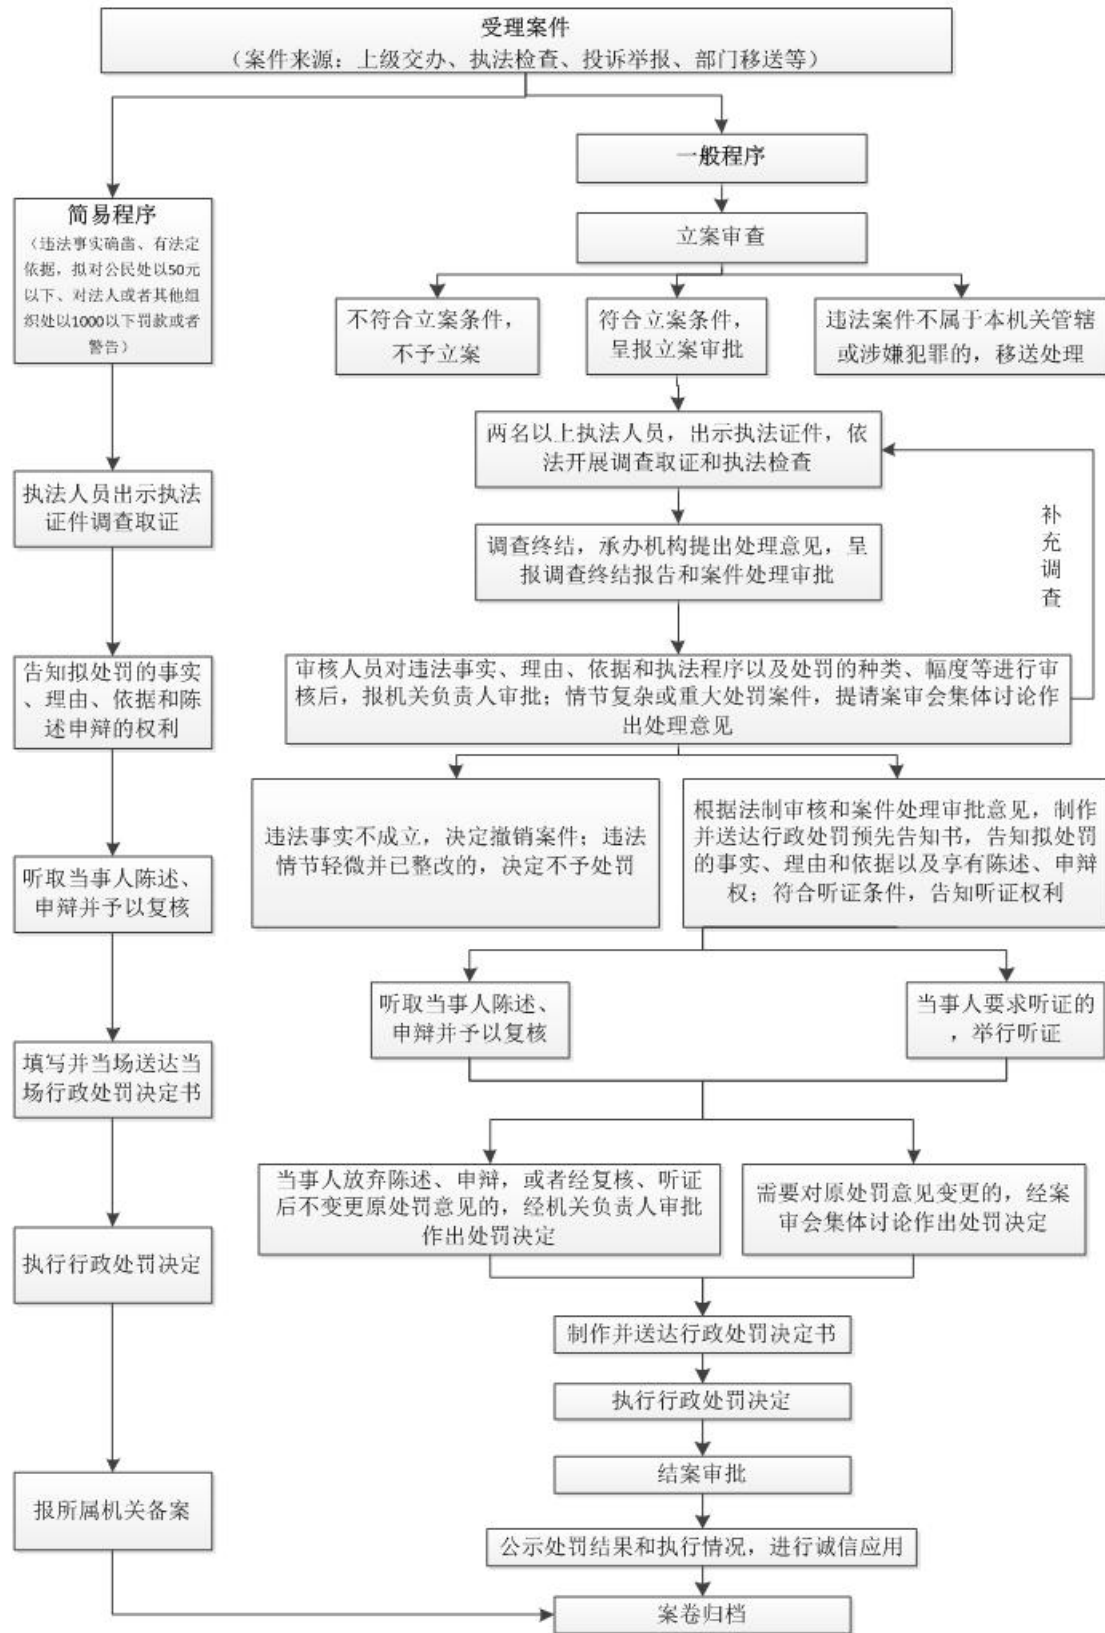 受理案件
（案件来源：上级交办、执法检查、投诉举报、部门移送等）
一般程序
简易程序
（违法事实确凿、有法定
依据，拟对公民处以50元
以下、对法人或者其他组
织处以1000以下罚款或者
警告）
立案审查
不符合立案条件，
不予立案
符合立案条件，
呈报立案审批
违法案件不属于本机关管辖
或涉嫌犯罪的，移送处理
两名以上执法人员，出示执法证件，依
法开展调查取证和执法检查
执法人员出示执法
证件调查取证
补
充
调
查
调查终结，承办机构提出处理意见，呈
报调查终结报告和案件处理审批
告知拟处罚的事实
、理由、依据和陈
述申辩的权利
审核人员对违法事实、理由、依据和执法程序以及处罚的种类、幅度等进行审
核后，报机关负责人审批；情节复杂或重大处罚案件，提请案审会集体讨论作
出处理意见
违法事实不成立，决定撤销案件；违法
情节轻微并已整改的，决定不予处罚
根据法制审核和案件处理审批意见，制作
并送达行政处罚预先告知书，告知拟处罚
的事实、理由和依据以及享有陈述、申辩
权；符合听证条件，告知听证权利
听取当事人陈述、
申辩并予以复核
听取当事人陈述、
申辩并予以复核
当事人要求听证的
，举行听证
填写并当场送达当
场行政处罚决定书
当事人放弃陈述、申辩，或者经复核、听证
后不变更原处罚意见的，经机关负责人审批
作出处罚决定
需要对原处罚意见变更的，经案
审会集体讨论作出处罚决定
执行行政处罚决定
制作并送达行政处罚决定书
执行行政处罚决定
结案审批
报所属机关备案
公示处罚结果和执行情况，进行诚信应用
案卷归档